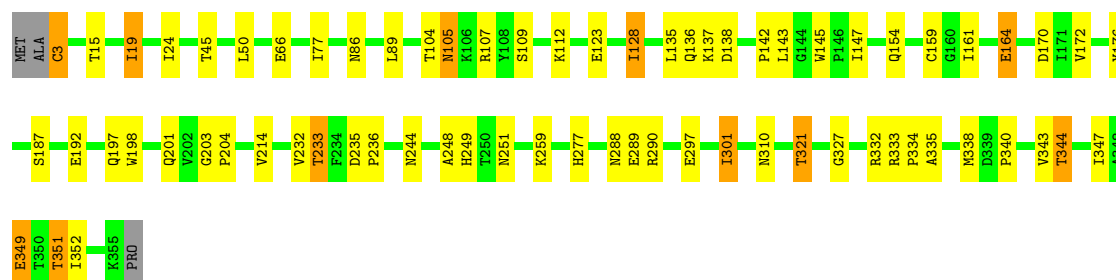 MET ALA C3 T15 I19 I24 T45 L50 E66 I77 N86 L89 T104 N105 K106 R107 Y108 S109 K112 E123 I128 L135 Q136 K137 D138 P142 L143 G144 W145 P146 I147 Q154 C159 G160 I161 E164 D170 I171 V172
S187 E192 Q197 W198 Q201 V202 G203 P204 V214 V232 T233 F234 D235 P236 N244 A248 H249 T250 N251 K259 H277 N288 E289 R290 E297 I301 N310 T321 G327 R332 R333 P334 A335 M338 D339 P340 V343 T344 I347
E349 T350 T351 I352 K355 PRO